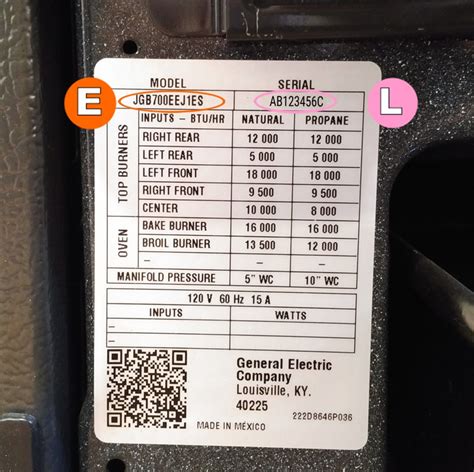 MODEL SERIAL
E JGB700EEJ1ES AB123456C L
INPUTS – BTU/HR NATURAL PROPANE
TOP BURNERS
RIGHT REAR 12 000 12 000
LEFT REAR 5 000 5 000
LEFT FRONT 18 000 18 000
RIGHT FRONT 9 500 9 500
CENTER 10 000 8 000
OVEN
BAKE BURNER 16 000 16 000
BROIL BURNER 13 500 12 000
– – –
MANIFOLD PRESSURE 5" WC 10" WC
120 V 60 Hz 15 A
INPUTS WATTS
–
–
General Electric
Company
Louisville, KY.
40225
222D8646P036
MADE IN MÉXICO